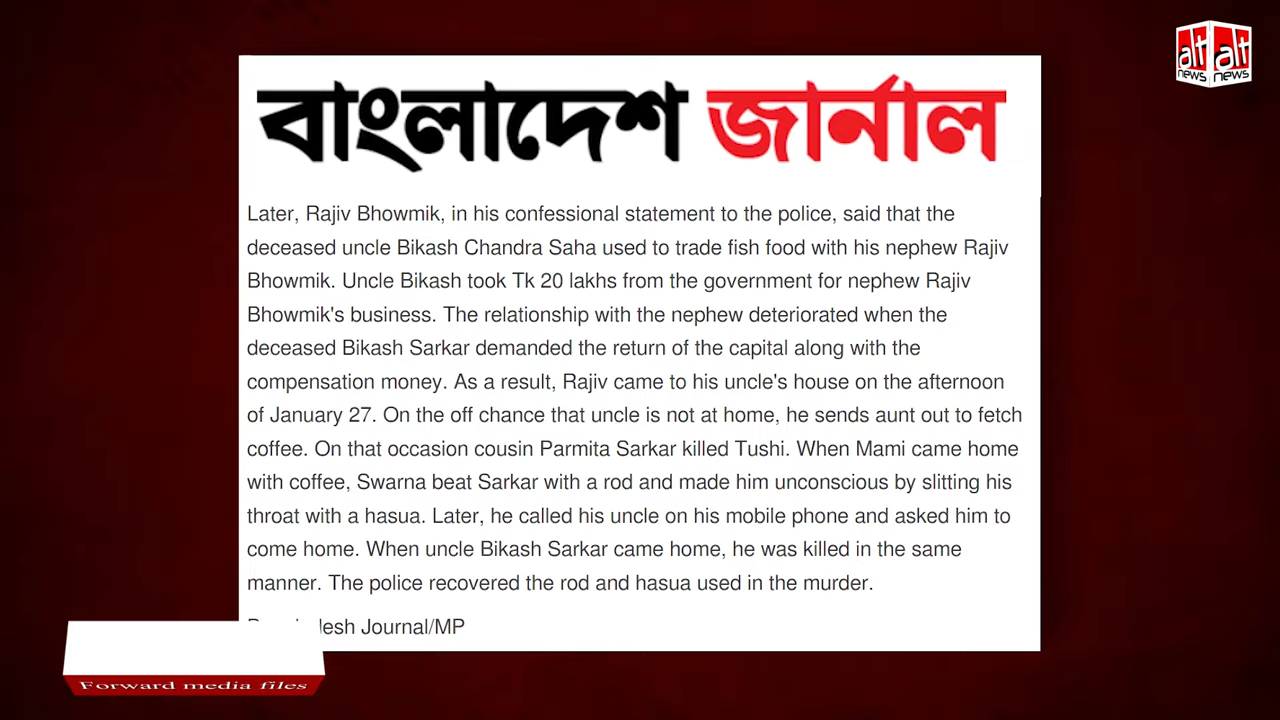 alt alt
news news
বাংলাদেশ জার্নাল
Later, Rajiv Bhowmik, in his confessional statement to the police, said that the
deceased uncle Bikash Chandra Saha used to trade fish food with his nephew Rajiv
Bhowmik. Uncle Bikash took Tk 20 lakhs from the government for nephew Rajiv
Bhowmik's business. The relationship with the nephew deteriorated when the
deceased Bikash Sarkar demanded the return of the capital along with the
compensation money. As a result, Rajiv came to his uncle's house on the afternoon
of January 27. On the off chance that uncle is not at home, he sends aunt out to fetch
coffee. On that occasion cousin Parmita Sarkar killed Tushi. When Mami came home
with coffee, Swarna beat Sarkar with a rod and made him unconscious by slitting his
throat with a hasua. Later, he called his uncle on his mobile phone and asked him to
come home. When uncle Bikash Sarkar came home, he was killed in the same
manner. The police recovered the rod and hasua used in the murder.
Journal/MP
Forward media files